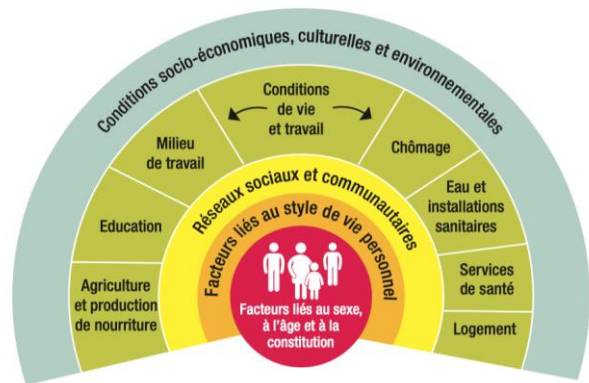 Conditions socio-économiques, culturelles et environnementales
Conditions
de vie
et travail
Milieu
de travail
Chômage
Education
Eau et
installations
sanitaires
Agriculture
et production
de nourriture
Services
de santé
Logement
Réseaux sociaux et communautaires
Facteurs liés au style de vie personnel
Facteurs liés au sexe,
à l'âge et à la
constitution